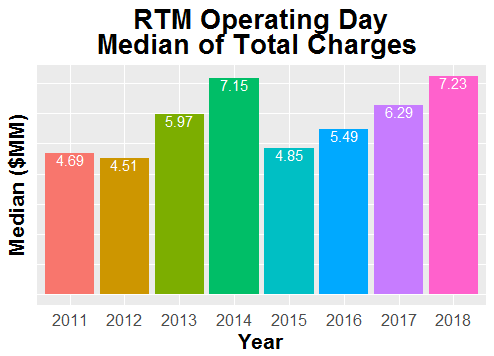 RTM Operating Day
Median of Total Charges
Median ($MM)
4.69
4.51
5.97
7.15
4.85
5.49
6.29
7.23
2011 2012 2013 2014 2015 2016 2017 2018
Year